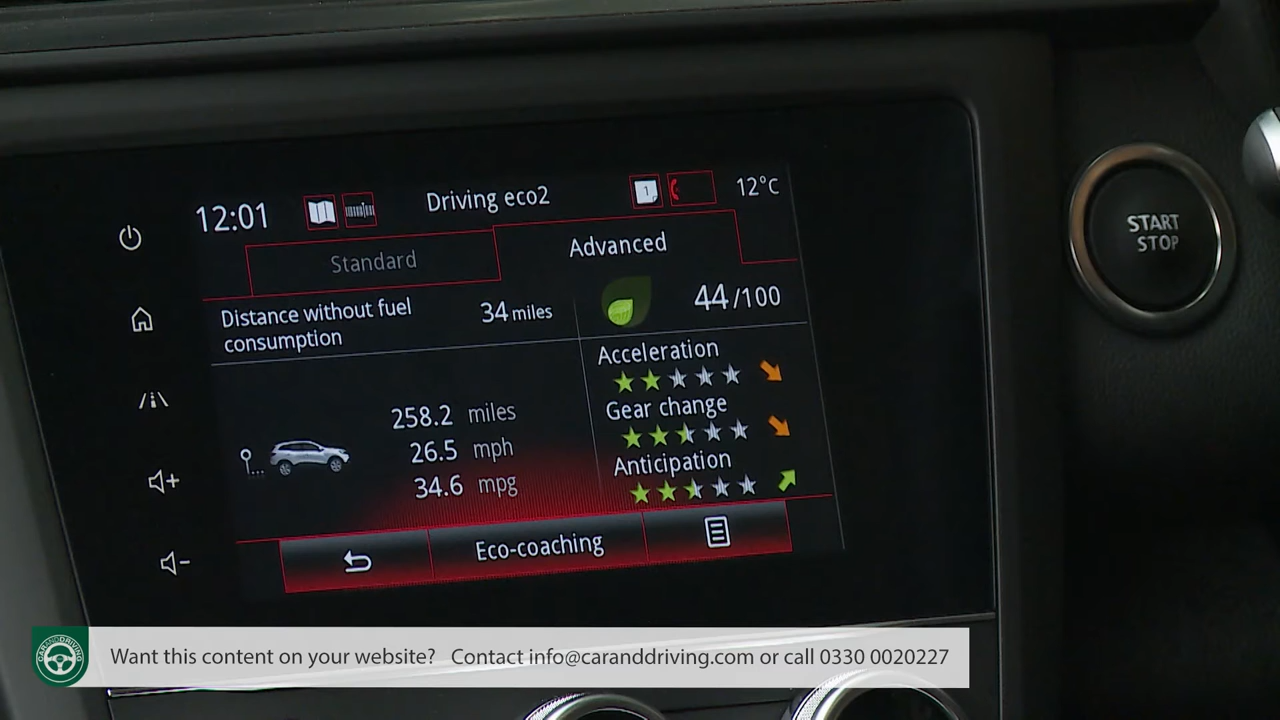 12:01
Driving eco2
1
12°C
Standard
Advanced
Distance without fuel
consumption
34 miles
44/100
Acceleration
Gear change
Anticipation
258.2 miles
26.5 mph
34.6 mpg
Eco-coaching
START
STOP
CARANDDRIVING
Want this content on your website? Contact info@caranddriving.com or call 0330 0020227